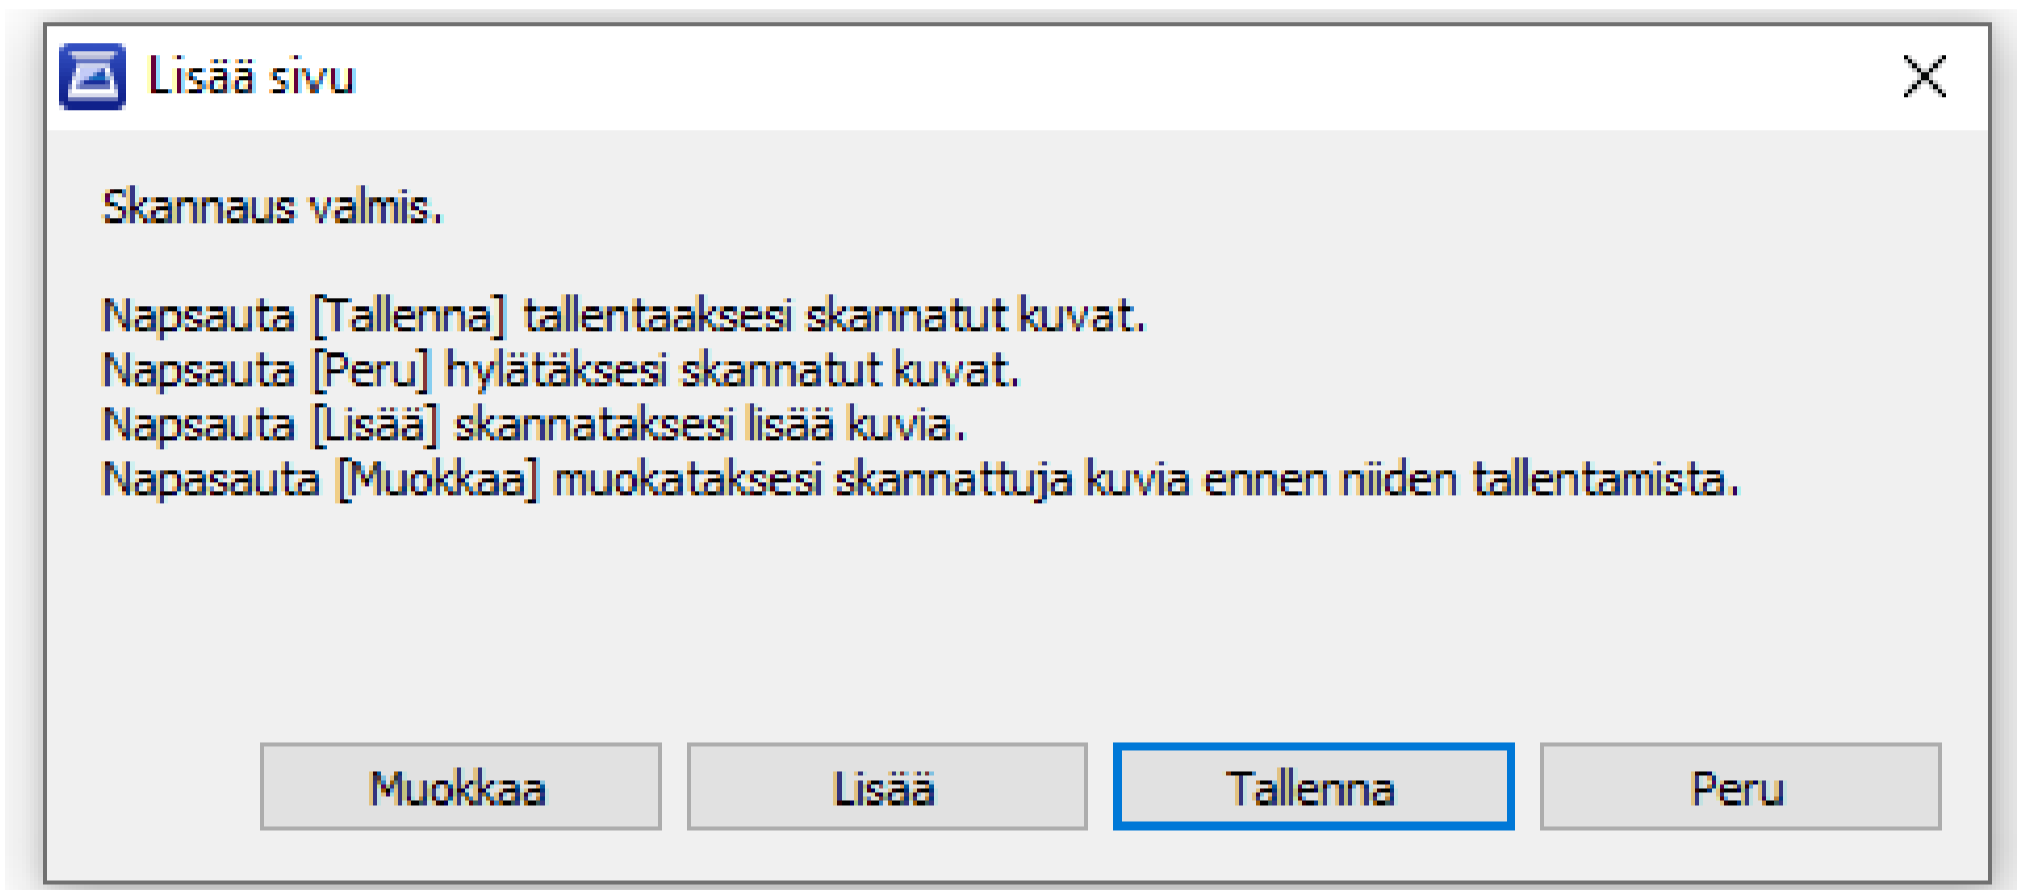 Lisää sivu
Skannaus valmis.
Napsauta [Tallenna] tallentaaksesi skannatut kuvat.
Napsauta [Peru] hylätäksesi skannatut kuvat.
Napsauta [Lisää] skannataksesi lisää kuvia.
Napasauta [Muokkaa] muokataksesi skannattuja kuvia ennen niiden tallentamista.
Muokkaa Lisää Tallenna Peru